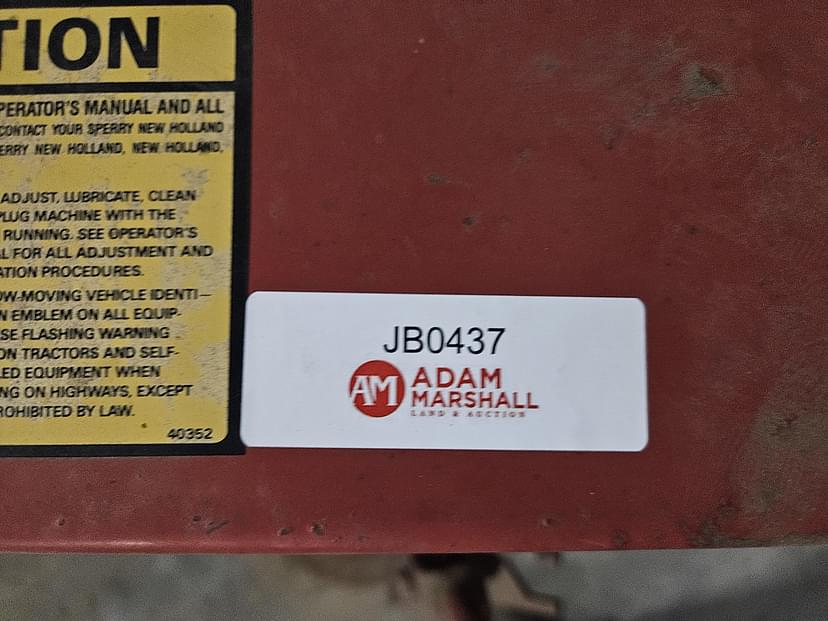 TION
PERATOR'S MANUAL AND ALL
CONTACT YOUR SPERRY NEW HOLLAND
ERRY NEW HOLLAND, NEW HOLLAND,
ADJUST, LUBRICATE, CLEAN
PLUG MACHINE WITH THE
RUNNING. SEE OPERATOR'S
L FOR ALL ADJUSTMENT AND
ATION PROCEDURES.
OW-MOVING VEHICLE IDENTI-
N EMBLEM ON ALL EQUIP-
SE FLASHING WARNING
ON TRACTORS AND SELF-
LED EQUIPMENT WHEN
NG ON HIGHWAYS, EXCEPT
ROHIBITED BY LAW.
40352
JB0437
AM
ADAM
MARSHALL
LAND & AUCTION